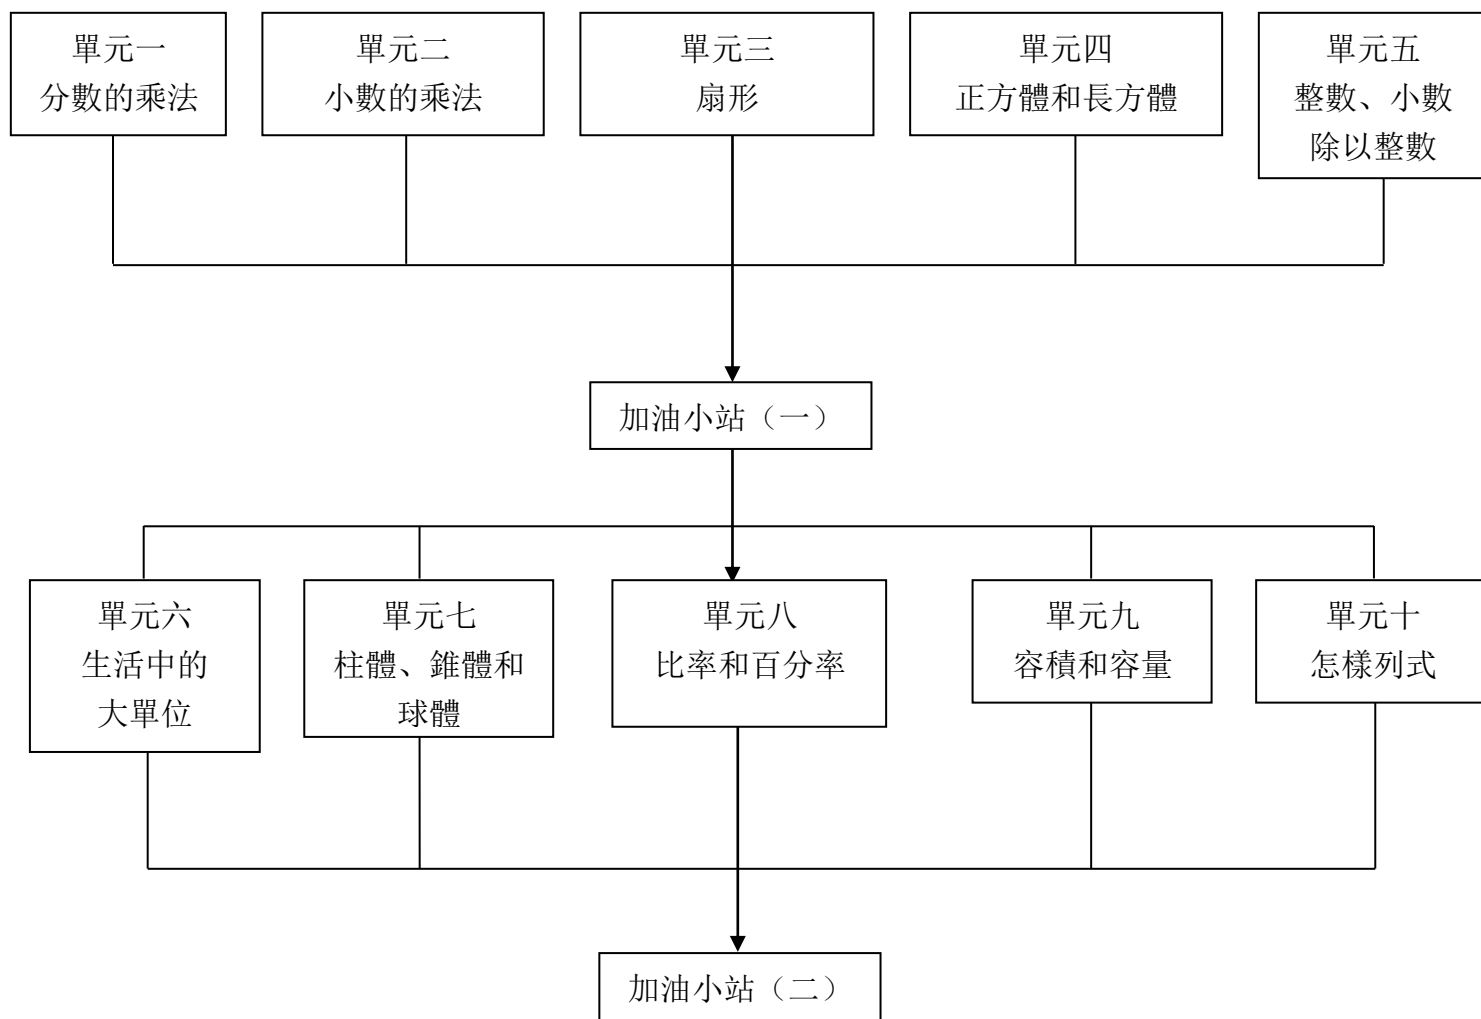 單元一
分數的乘法
單元二
小數的乘法
單元三
扇形
單元四
正方體和長方體
單元五
整數、小數
除以整數
加油小站（一）
單元六
生活中的
大單位
單元七
柱體、錐體和
球體
單元八
比率和百分率
單元九
容積和容量
單元十
怎樣列式
加油小站（二）